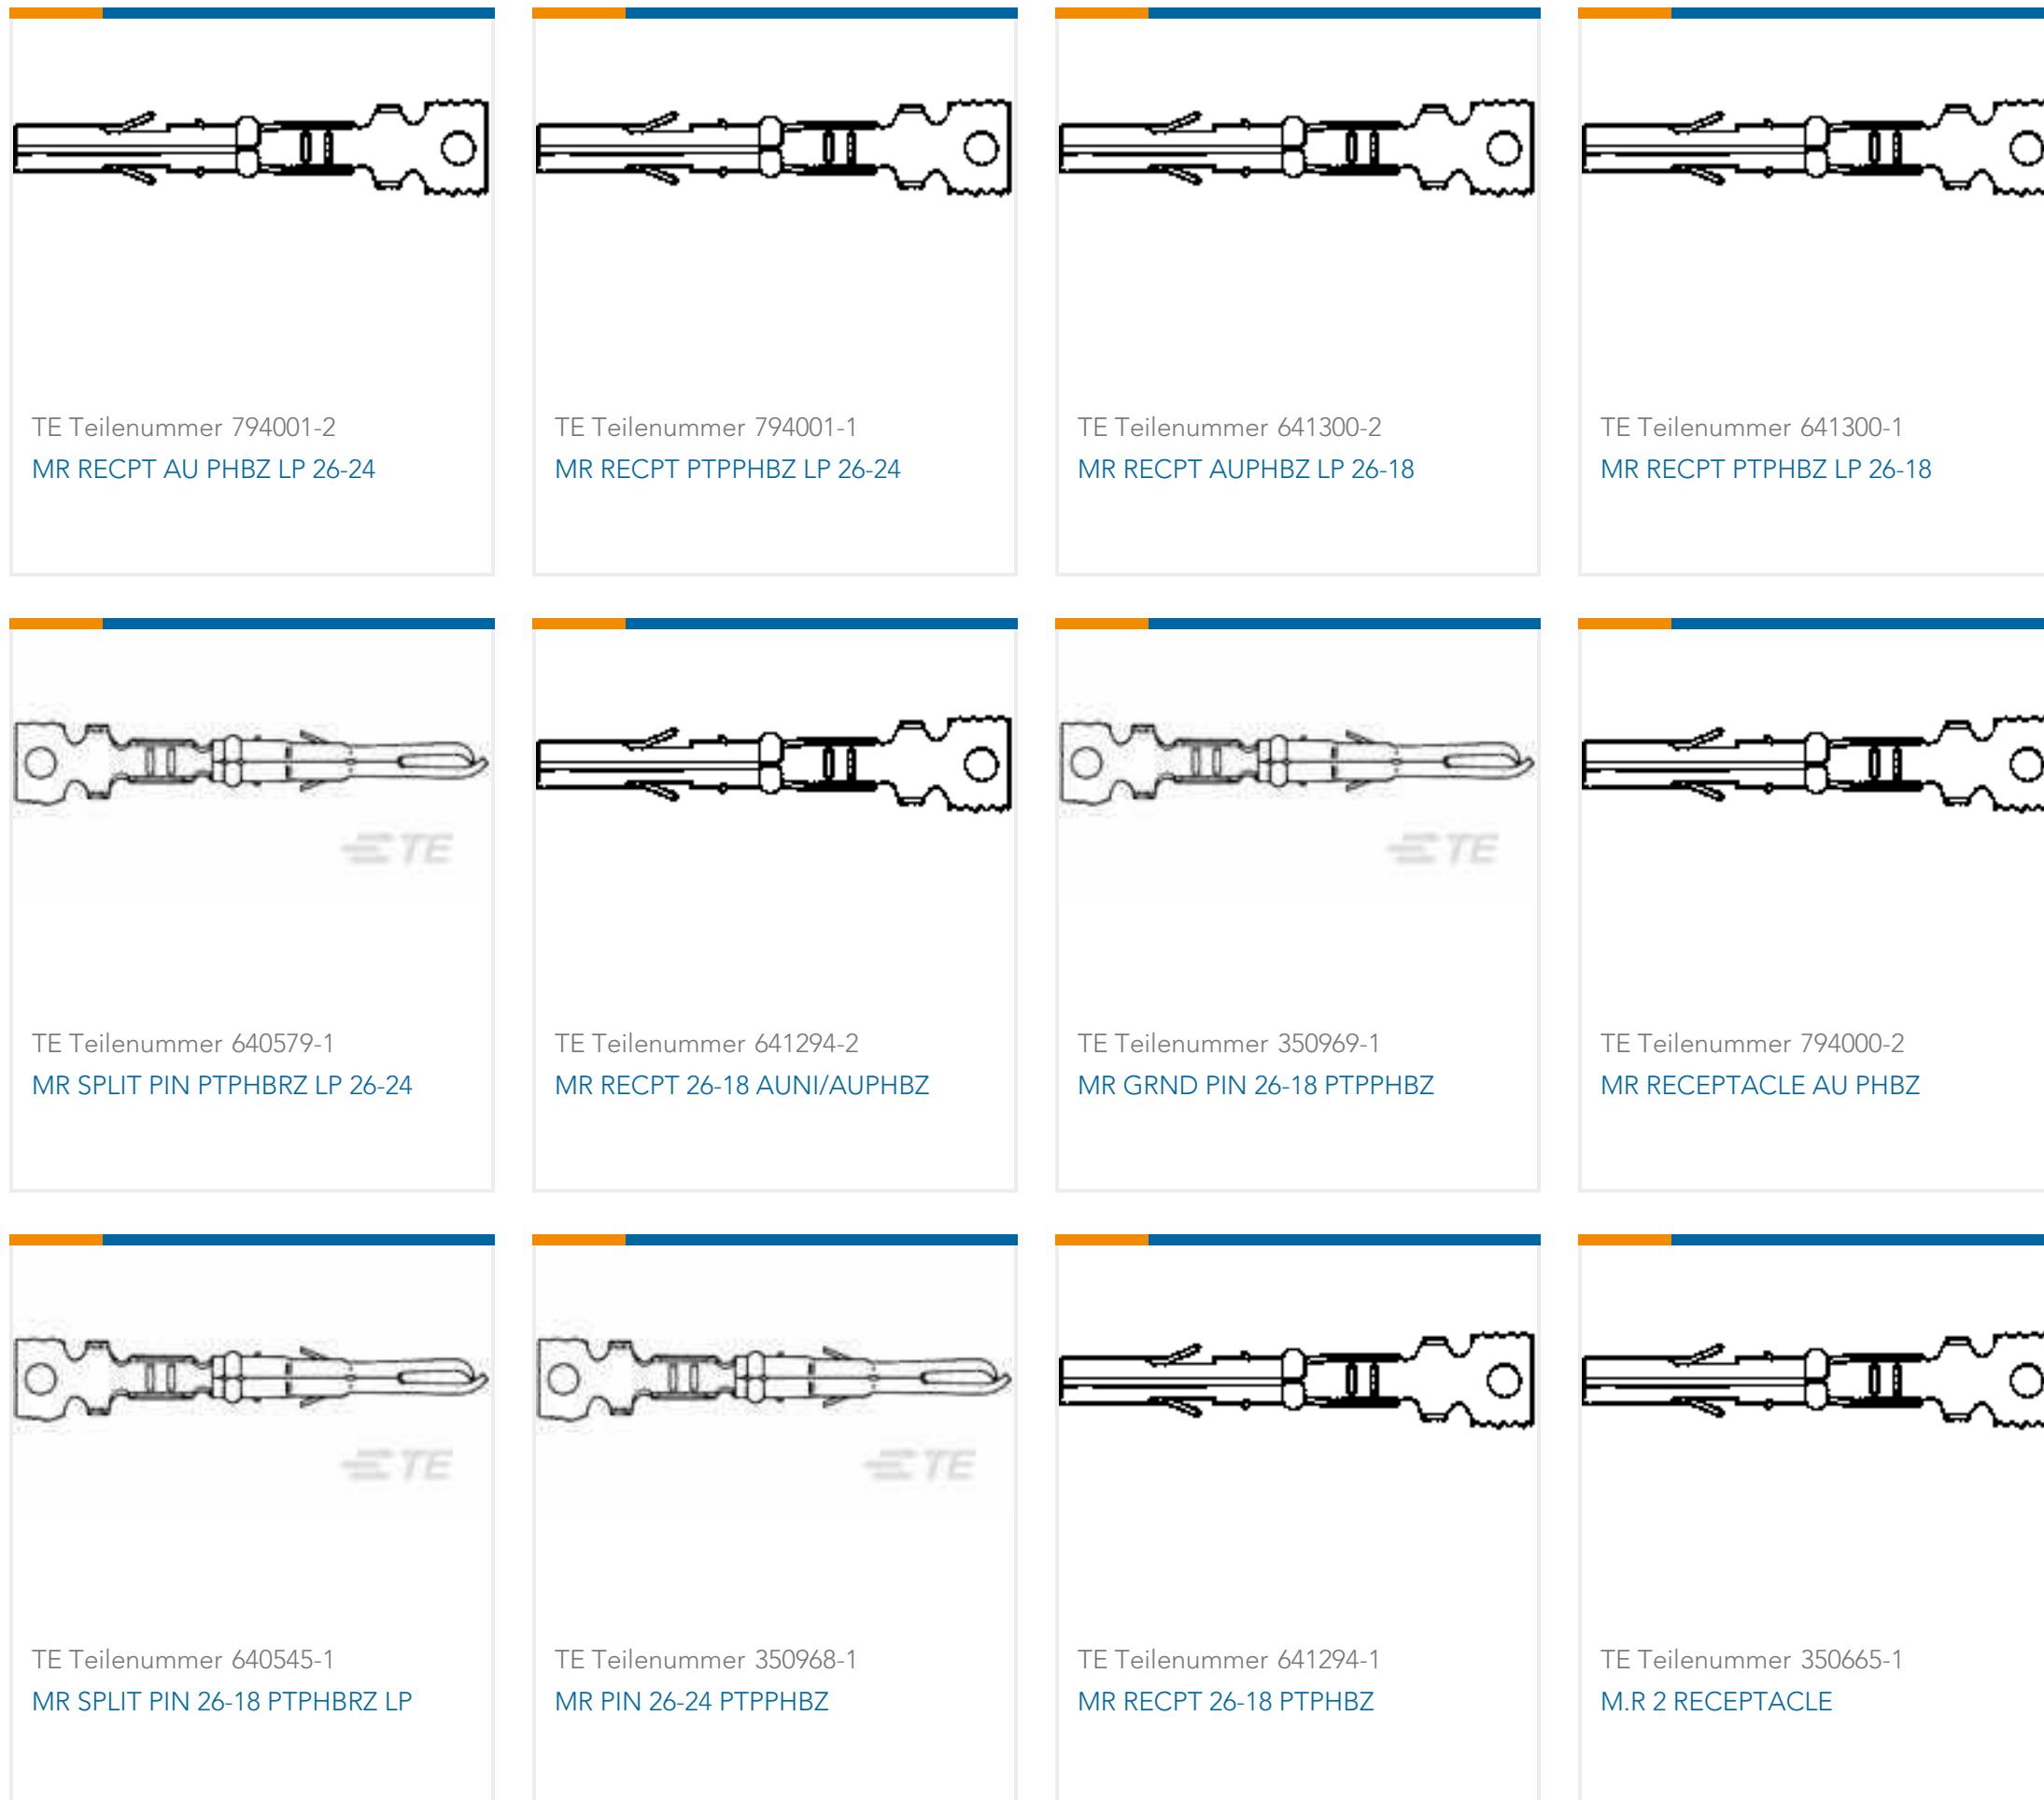 TE Teilenummer 794001-2
MR RECPT AU PHBZ LP 26-24
TE Teilenummer 794001-1
MR RECPT PTPPHBZ LP 26-24
TE Teilenummer 641300-2
MR RECPT AUPHBZ LP 26-18
TE Teilenummer 641300-1
MR RECPT PTPHBZ LP 26-18
TE
TE Teilenummer 640579-1
MR SPLIT PIN PTPHBRZ LP 26-24
TE Teilenummer 641294-2
MR RECPT 26-18 AUNI/AUPHBZ
TE
TE Teilenummer 350969-1
MR GRND PIN 26-18 PTPPHBZ
TE Teilenummer 794000-2
MR RECEPTACLE AU PHBZ
TE
TE Teilenummer 640545-1
MR SPLIT PIN 26-18 PTPHBRZ LP
TE
TE Teilenummer 350968-1
MR PIN 26-24 PTPPHBZ
TE Teilenummer 641294-1
MR RECPT 26-18 PTPHBZ
TE Teilenummer 350665-1
M.R 2 RECEPTACLE